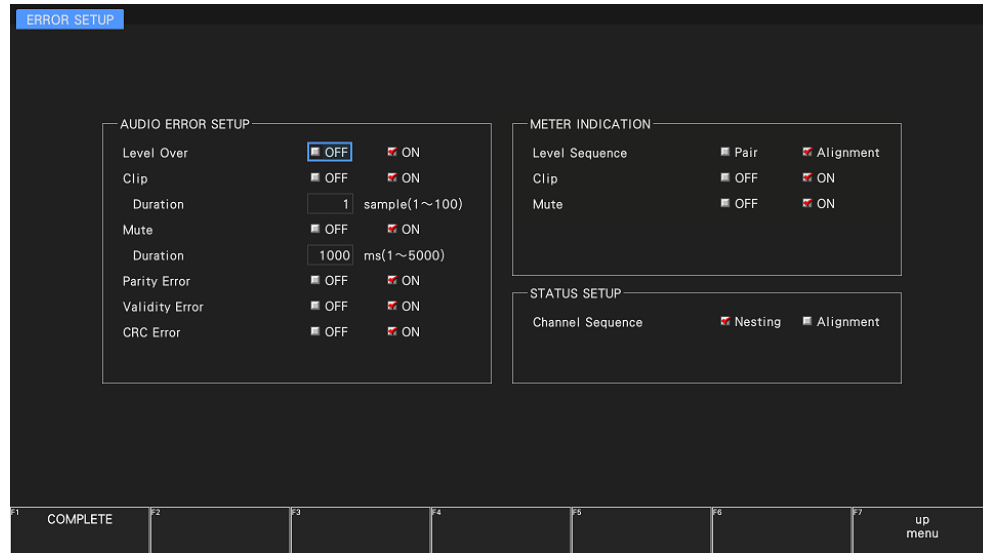 ERROR SETUP
AUDIO ERROR SETUP
Level Over OFF ON
Clip OFF ON
Duration 1 sample(1～100)
Mute OFF ON
Duration 1000 ms(1～5000)
Parity Error OFF ON
Validity Error OFF ON
CRC Error OFF ON
METER INDICATION
Level Sequence Pair Alignment
Clip OFF ON
Mute OFF ON
STATUS SETUP
Channel Sequence Nesting Alignment
F1 COMPLETE F2 F3 F4 F5 F6 F7 up
menu